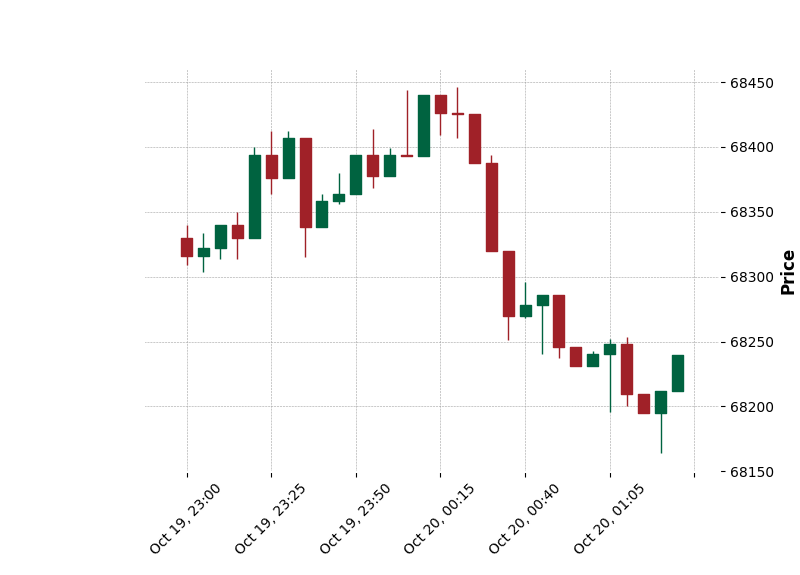 68450
68400
68350
68300
68250
68200
68150
Price
Oct 19, 23:00
Oct 19, 23:25
Oct 19, 23:50
Oct 20, 00:15
Oct 20, 00:40
Oct 20, 01:05